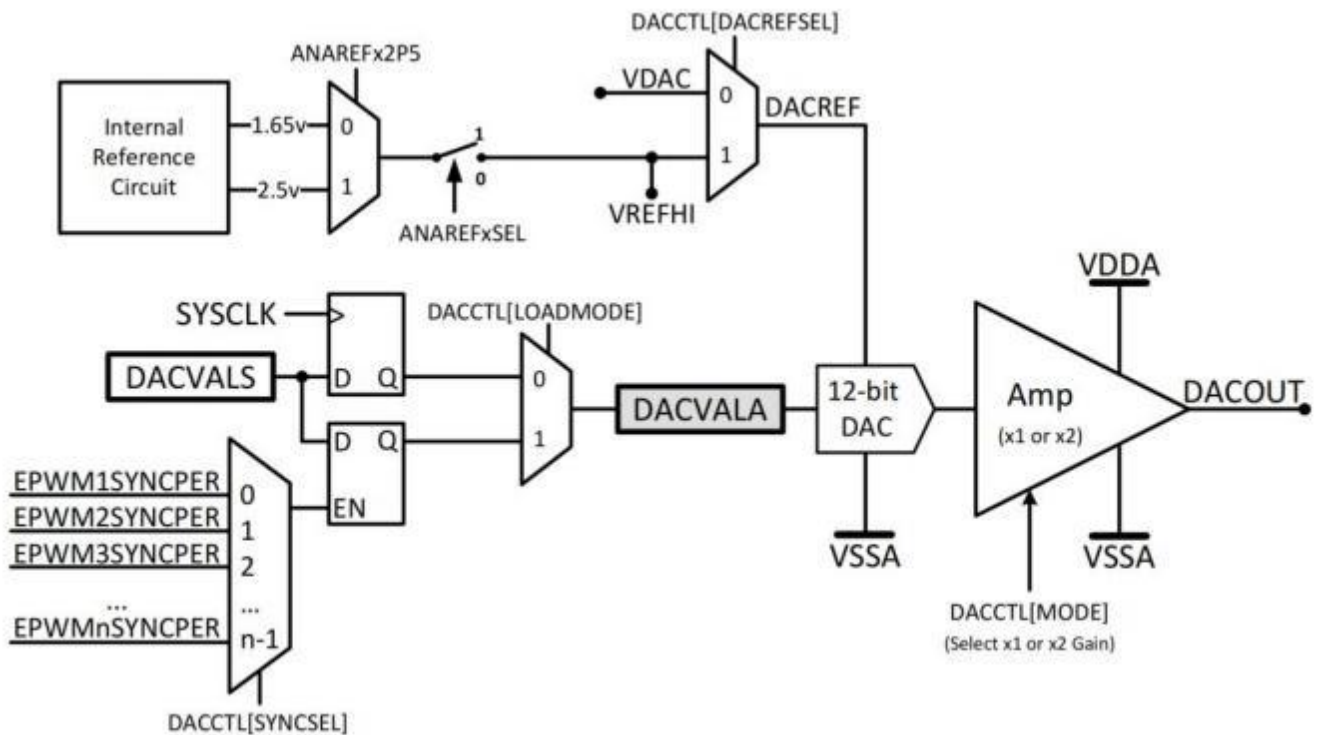 DACCTL[DACREFSEL]
ANAREFx2P5
VDAC
0
DACREF
Internal
Reference
Circuit
1.65v
0
2.5v
1
1
0
1
VREFHI
ANAREFxSEL
VDDA
SYSCLK
DACCTL[LOADMODE]
DACVALS
D Q
0
DACVALA
12-bit
DAC
Amp
(x1 or x2)
DACOUT
D Q
1
EN
EPWM1SYNCPER
0
EPWM2SYNCPER
1
EPWM3SYNCPER
2
...
...
EPWMnSYNCPER
n-1
VSSA
VSSA
DACCTL[MODE]
(Select x1 or x2 Gain)
DACCTL[SYNCSEL]